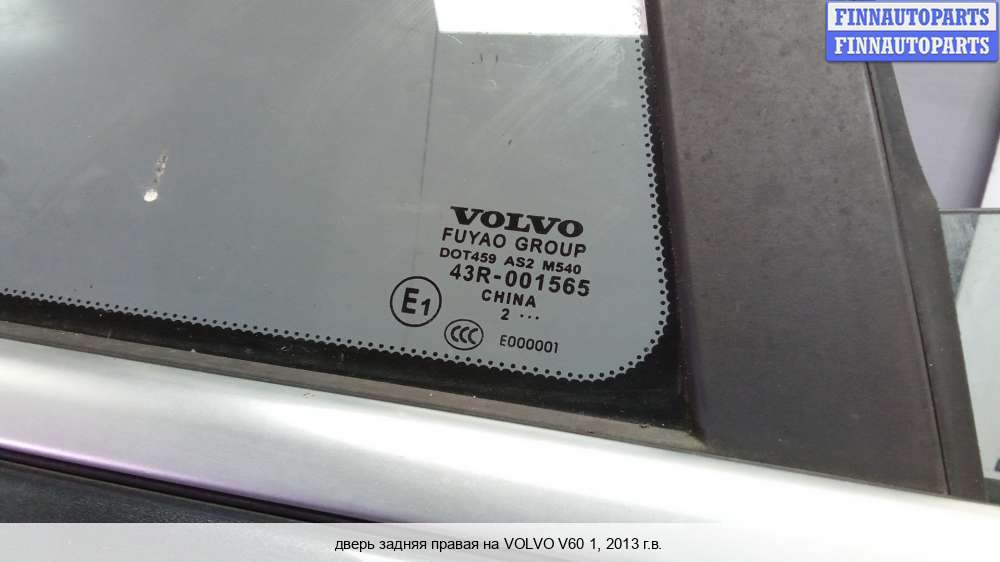 FINNAUTOPARTS
FINNAUTOPARTS
VOLVO
FUYAO GROUP
DOT459 AS2 M540
43R-001565
CHINA
2 ...
E1
CCC E000001
дверь задняя правая на VOLVO V60 1, 2013 г.в.